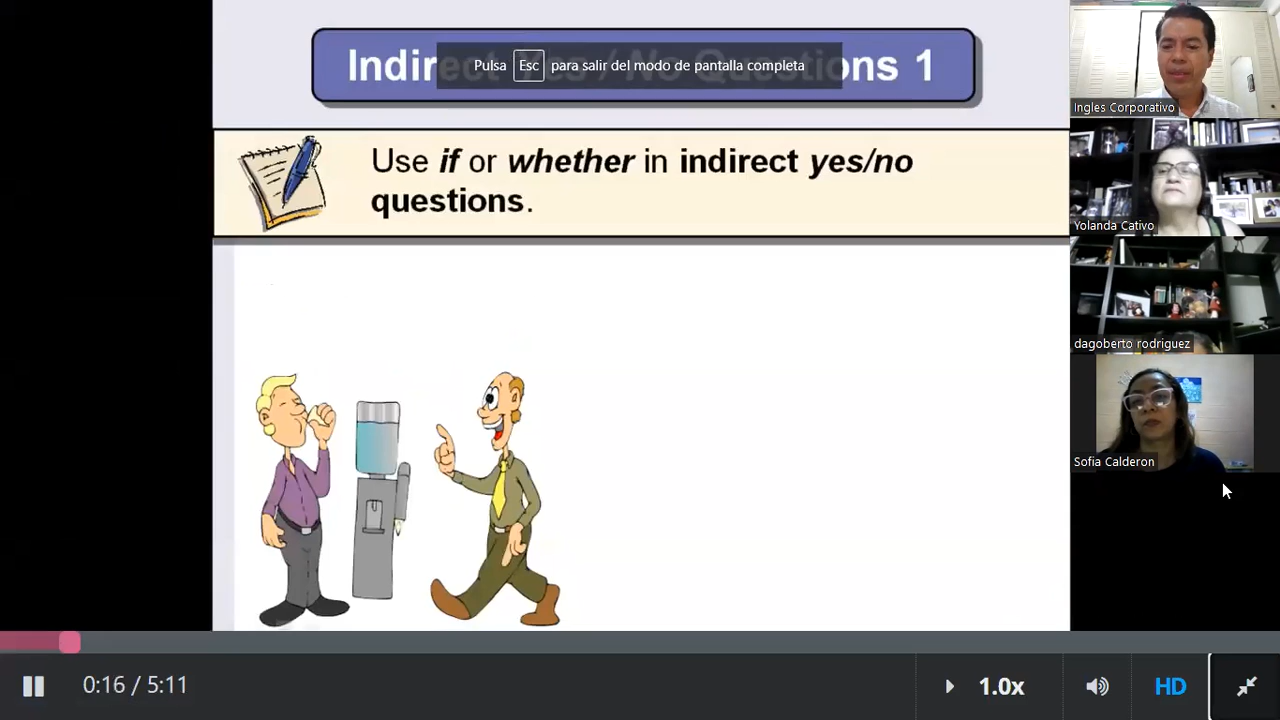 Indir ons 1
Pulsa Esc para salir del modo de pantalla completa
Use if or whether in indirect yes/no
questions.
Ingles Corporativo
Yolanda Cativo
dagoberto rodriguez
Sofia Calderon
0:16 / 5:11
1.0x
HD